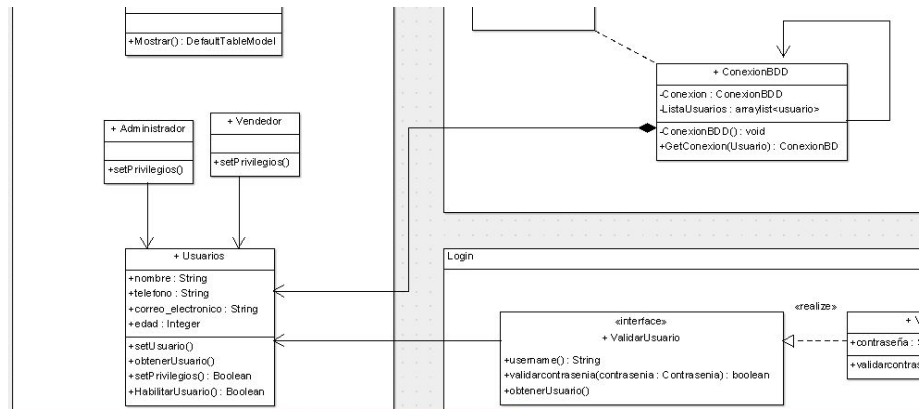 +Mostrar() : DefaultTableModel
+ Administrador
+setPrivilegios()
+ Vendedor
+setPrivilegios()
+ Usuarios
+nombre : String
+telefono : String
+correo_electronico : String
+edad : Integer
+setUsuario()
+obtenerUsuario()
+setPrivilegios() : Boolean
+HabilitarUsuario() : Boolean
+ ConexionBDD
-Conexion : ConexionBDD
-ListaUsuarios : arraylist<usuario>
-ConexionBDD() : void
+GetConexion(Usuario) : ConexionBD
Login
«interface»
+ ValidarUsuario
+username() : String
+validarcontrasenia(contrasenia : Contrasenia) : boolean
+obtenerUsuario()
«realize»
+ V
+contraseña : S
+validarcontras